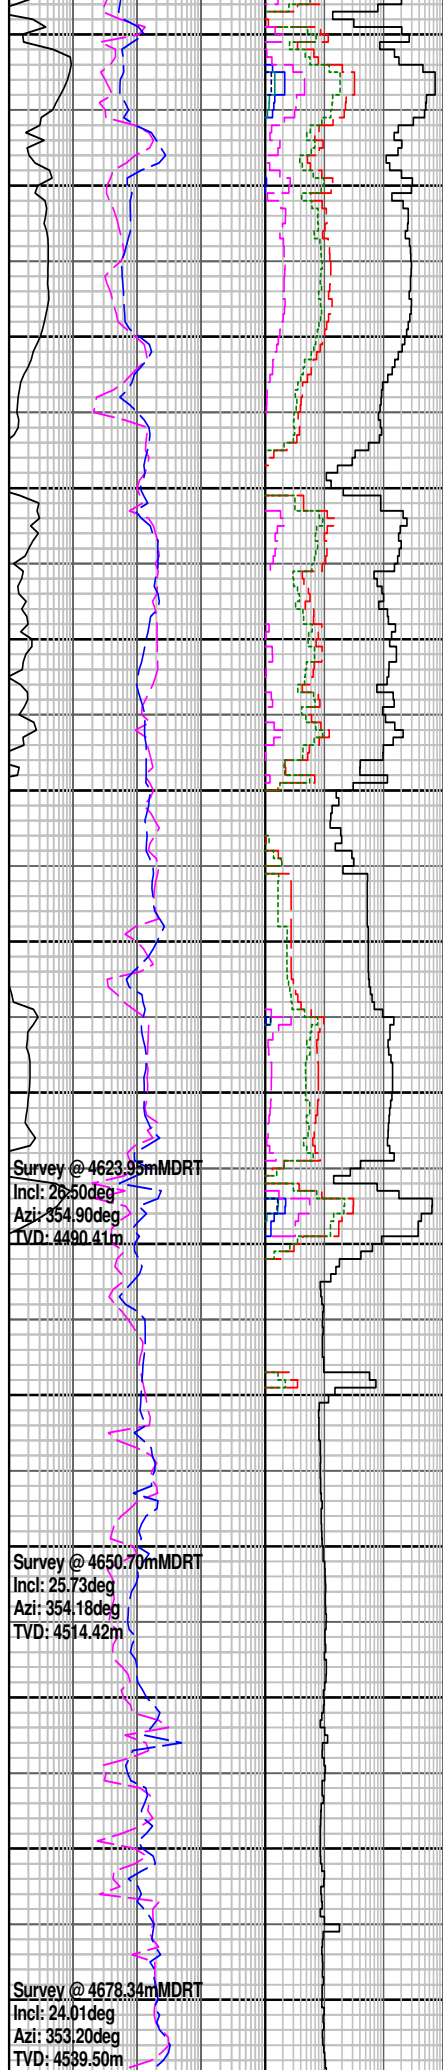 Survey @ 4623.95mMDRT
Incl: 26.50deg
Azi: 354.90deg
TVD: 4490.41m
Survey @ 4650.70mMDRT
Incl: 25.73deg
Azi: 354.18deg
TVD: 4514.42m
Survey @ 4678.34mMDRT
Incl: 24.01deg
Azi: 353.20deg
TVD: 4539.50m